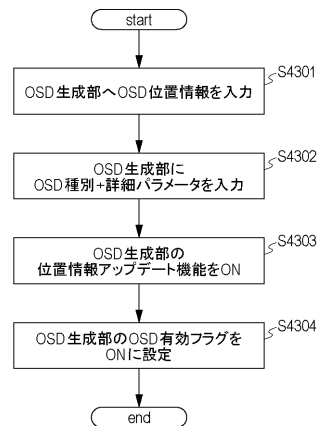 start
S4301
OSD生成部へOSD位置情報を入力
S4302
OSD生成部に
OSD種別+詳細パラメータを入力
S4303
OSD生成部の
位置情報アップデート機能をON
S4304
OSD生成部のOSD有効フラグを
ONに設定
end